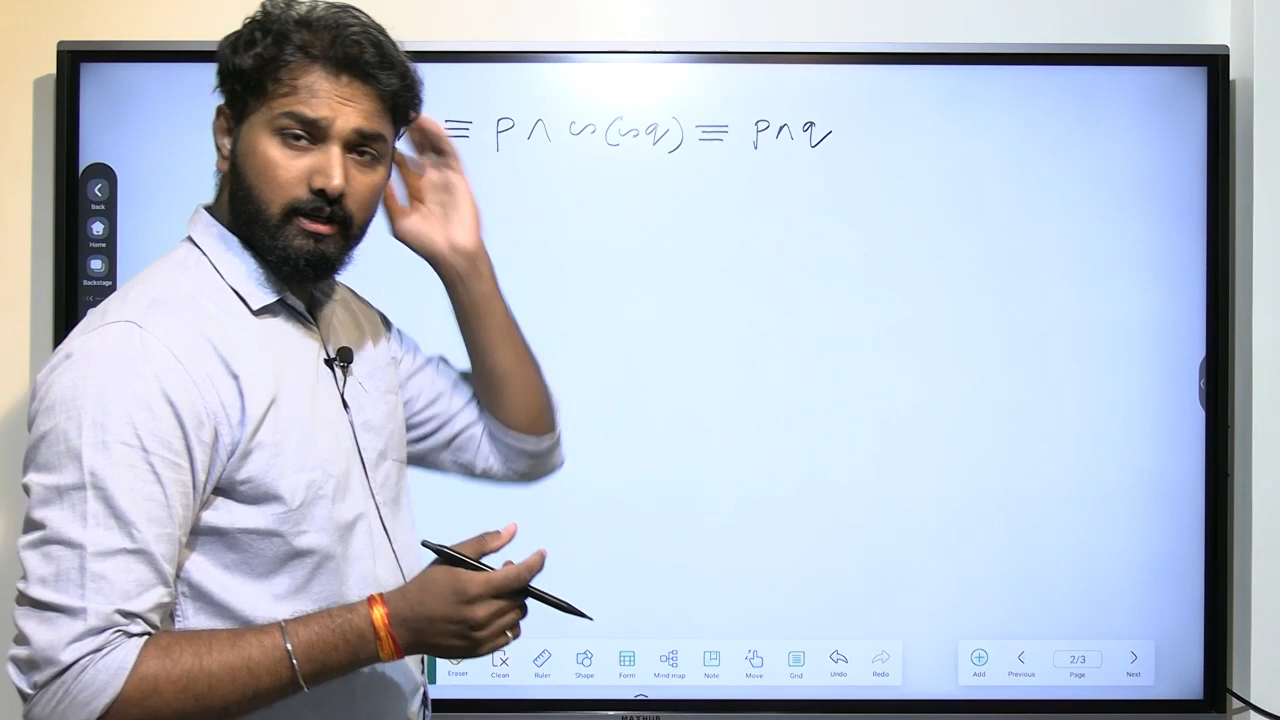 ≡ p ∧ ∽(∽q) ≡ p∧q
Back
Home
Backstage
Eraser
Clean
Ruler
Shape
Form
Mind map
Note
Move
Grid
Undo
Redo
Add
Previous
2/3
Page
Next
MAXHUB